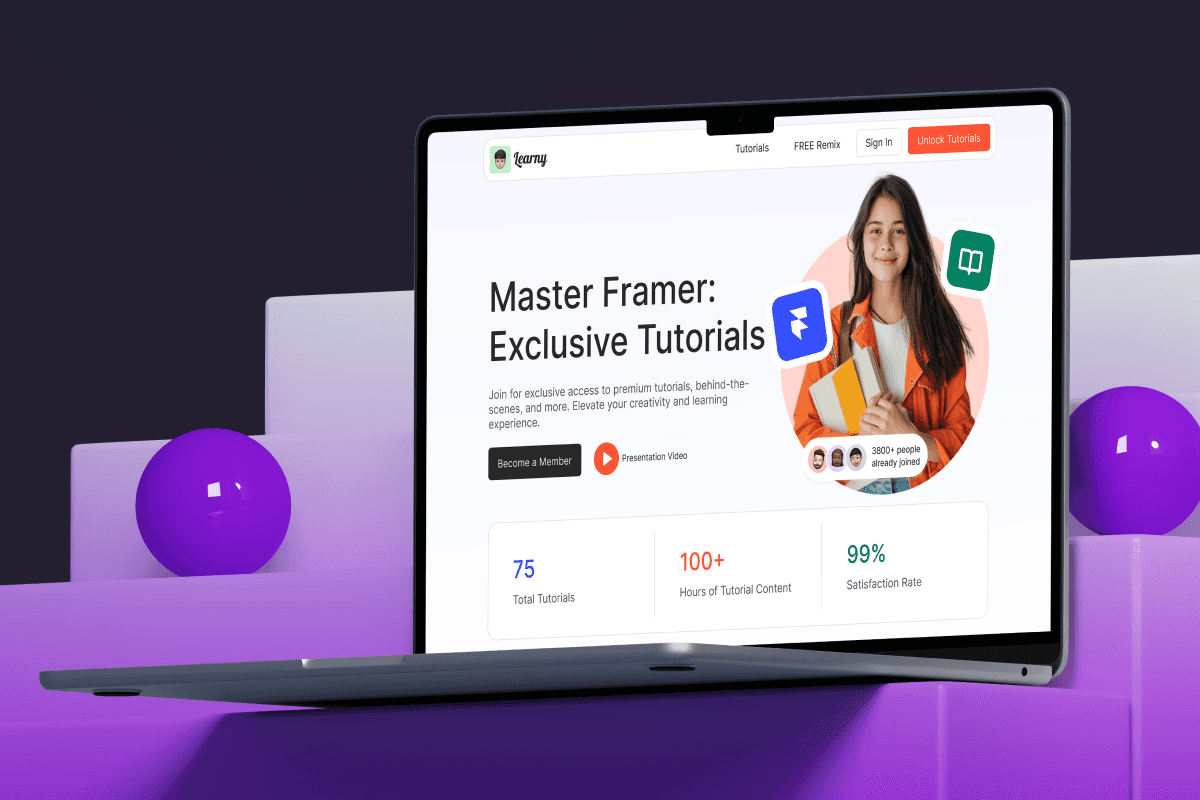 Learny
Tutorials
FREE Remix
Sign In
Unlock Tutorials
Master Framer:
Exclusive Tutorials
Join for exclusive access to premium tutorials, behind-the-
scenes, and more. Elevate your creativity and learning
experience.
Become a Member
Presentation Video
3800+ people
already joined
75
Total Tutorials
100+
Hours of Tutorial Content
99%
Satisfaction Rate